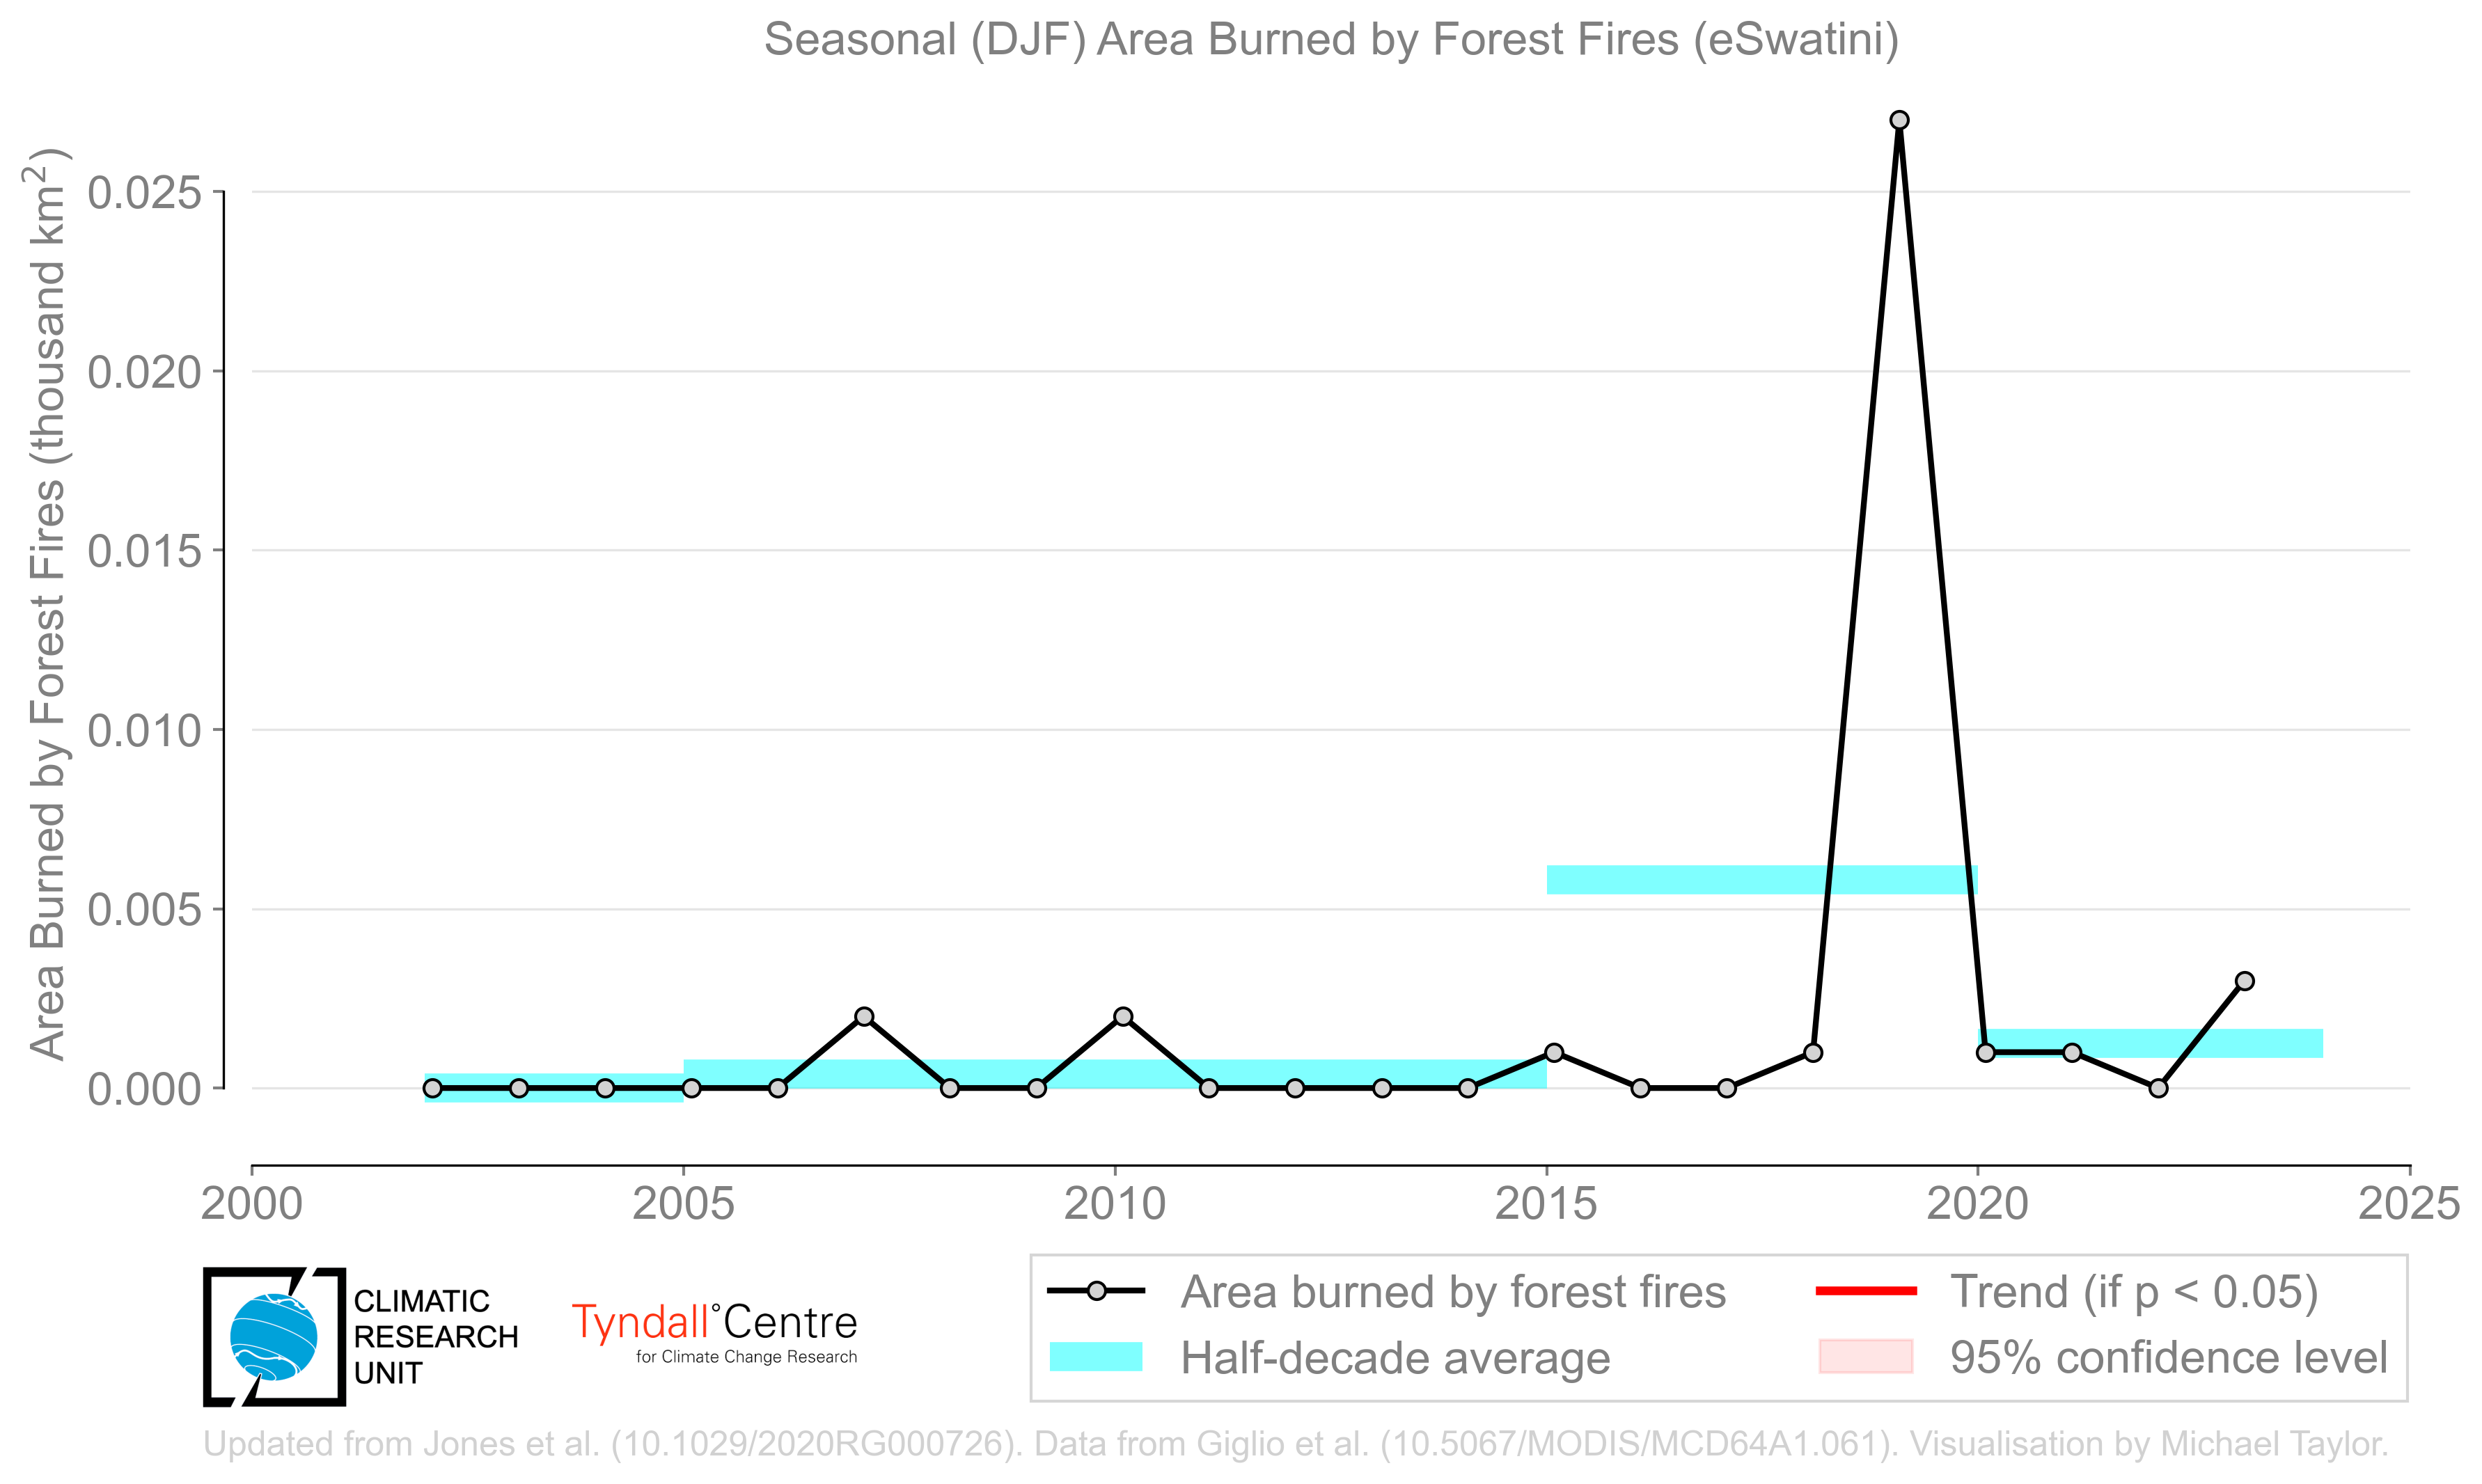 Seasonal (DJF) Area Burned by Forest Fires (eSwatini)
Area Burned by Forest Fires (thousand km²)
0.025
0.020
0.015
0.010
0.005
0.000
2000
2005
2010
2015
2020
2025
CLIMATIC
RESEARCH
UNIT
Tyndall°Centre
for Climate Change Research
Area burned by forest fires
Half-decade average
Trend (if p < 0.05)
95% confidence level
Updated from Jones et al. (10.1029/2020RG000726). Data from Giglio et al. (10.5067/MODIS/MCD64A1.061). Visualisation by Michael Taylor.